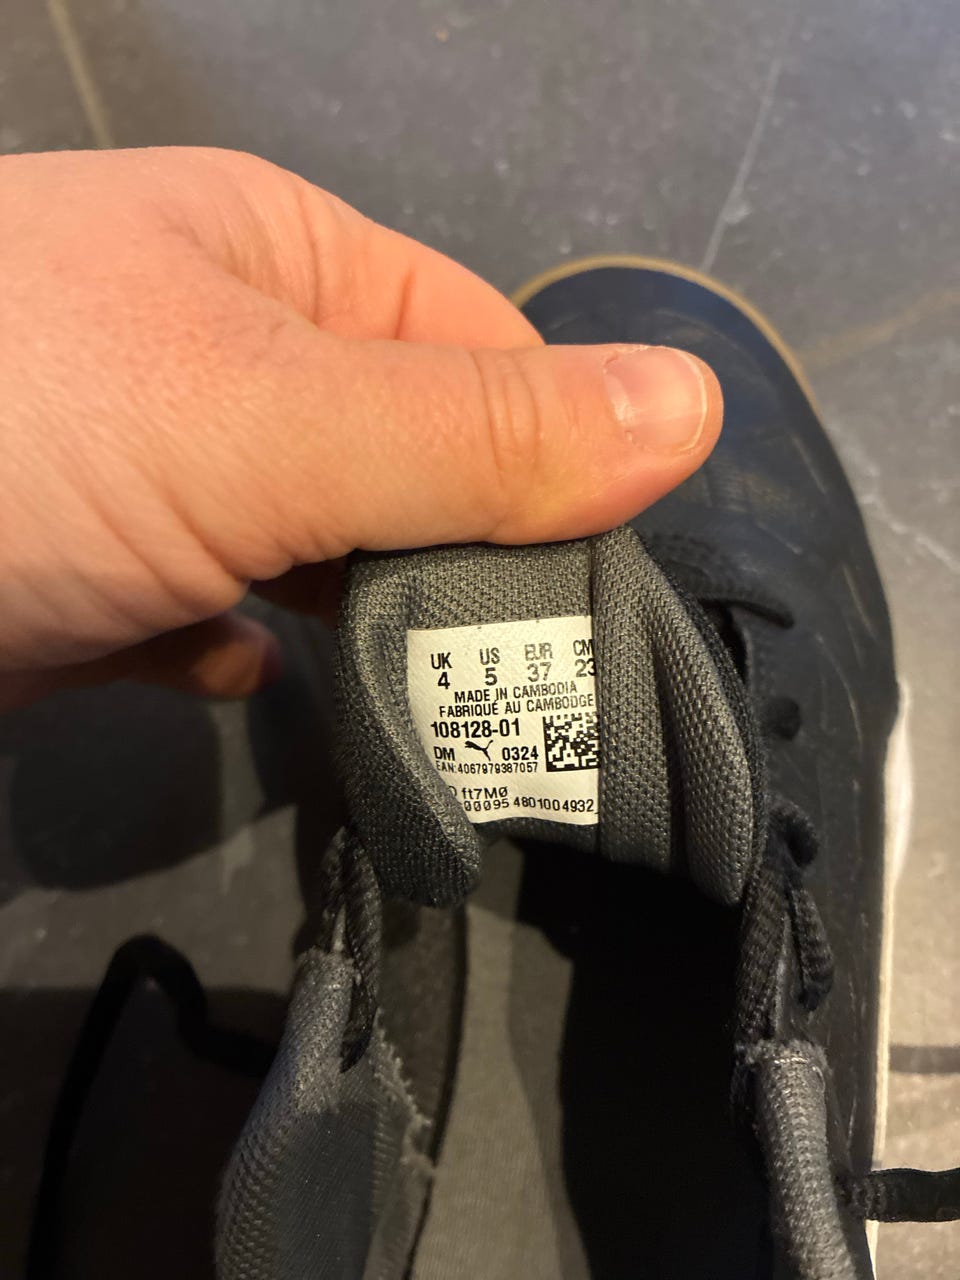 UK US EUR CM
4 5 37 23
MADE IN CAMBODIA
FABRIQUÉ AU CAMBODGE
108128-01
DM 0324
EAN:4067979387057
ft7MØ
00095 4801004932